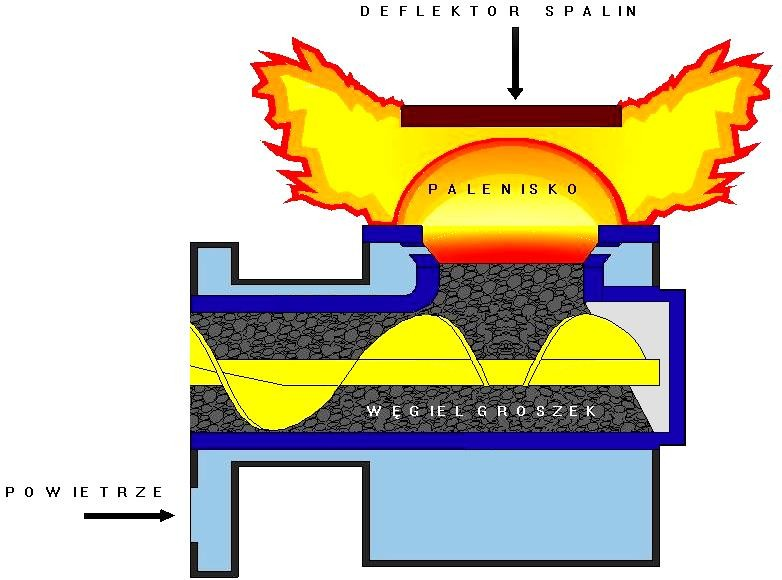 DEFLEKTOR SPALIN
PALENISKO
WĘGIEL GROSZEK
POWIETRZE